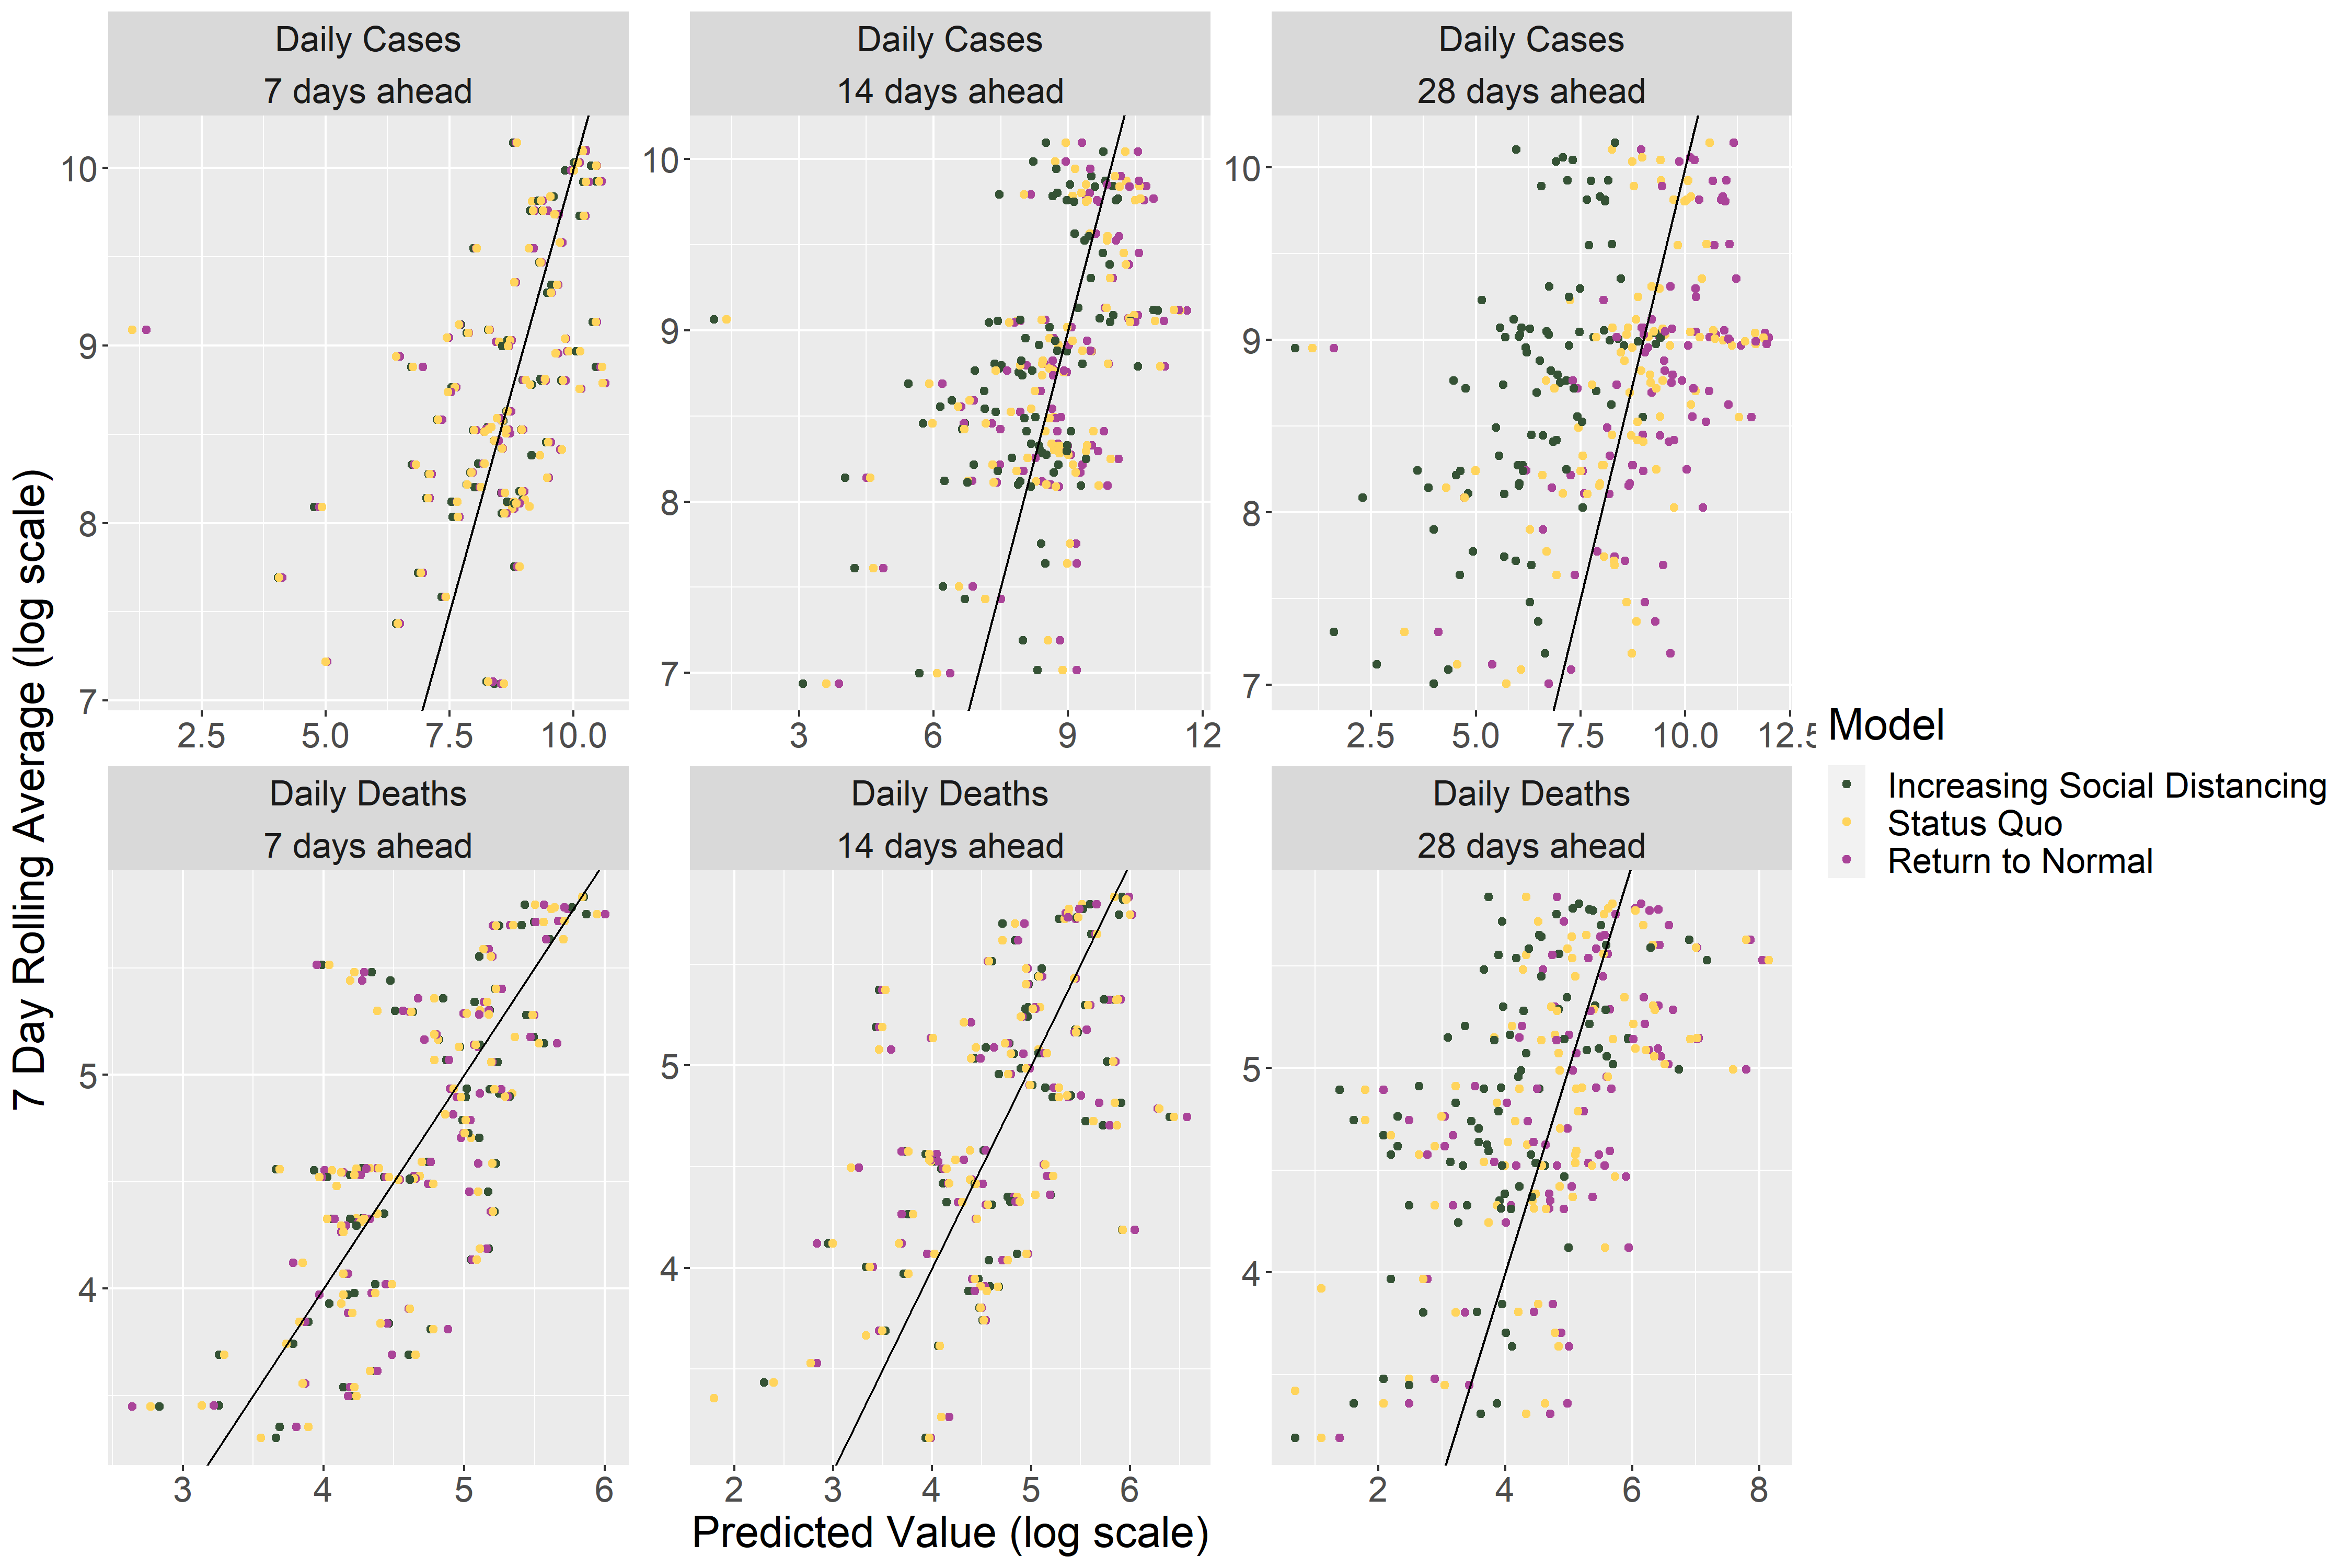 Daily Cases
7 days ahead
Daily Cases
14 days ahead
Daily Cases
28 days ahead
10
9
8
7
2.5 5.0 7.5 10.0
10
9
8
7
3 6 9 12
10
9
8
7
2.5 5.0 7.5 10.0 12.5
7 Day Rolling Average (log scale)
Daily Deaths
7 days ahead
Daily Deaths
14 days ahead
Daily Deaths
28 days ahead
5
4
3 4 5 6
5
4
2 3 4 5 6
5
4
2 4 6 8
Predicted Value (log scale)
Model
Increasing Social Distancing
Status Quo
Return to Normal